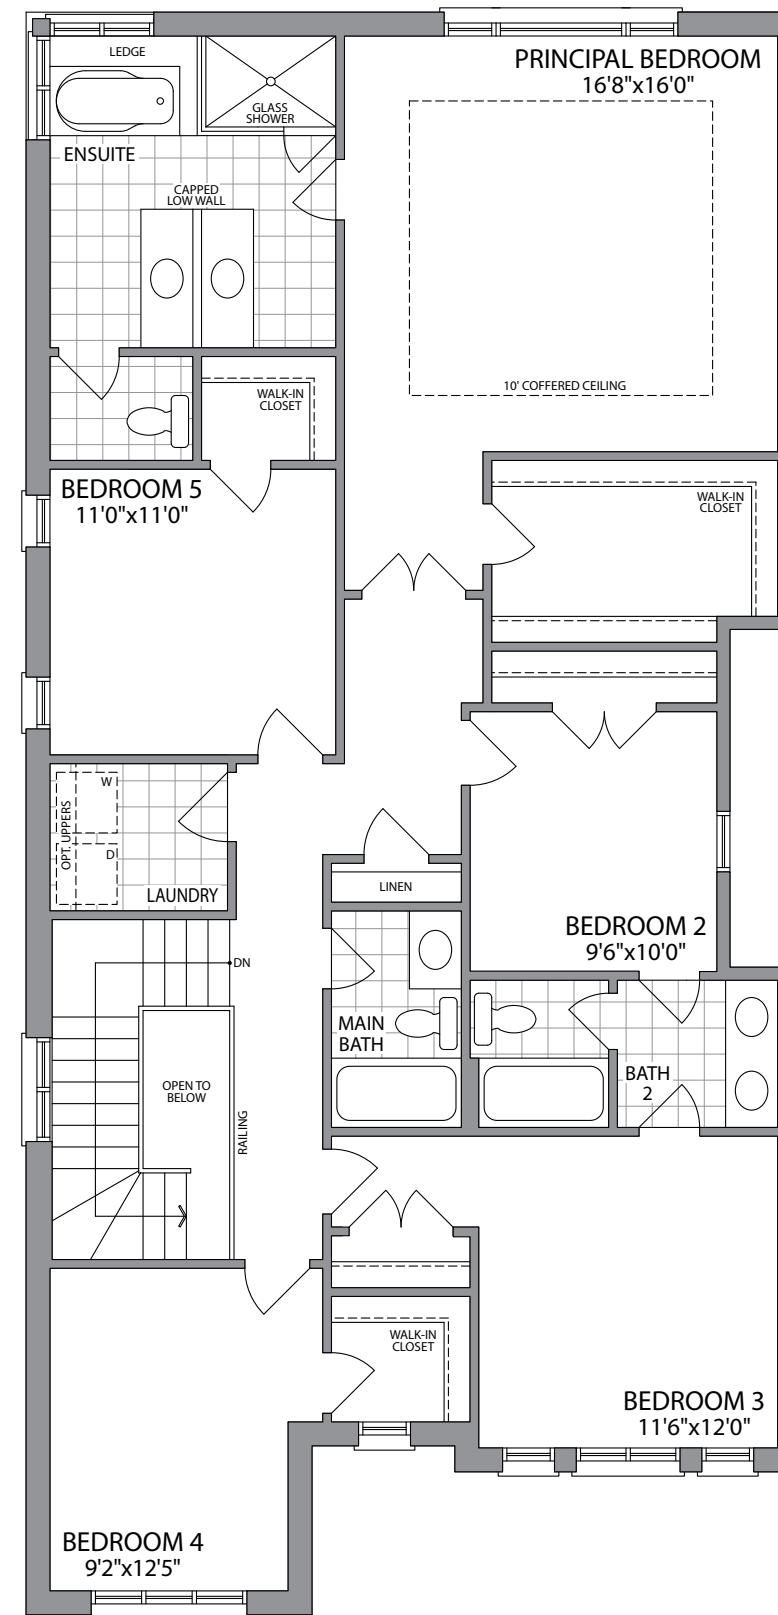 LEDGE
PRINCIPAL BEDROOM
16'8"x16'0"
GLASS
SHOWER
ENSUITE
CAPPED
LOW WALL
10' COFFERED CEILING
WALK-IN
CLOSET
BEDROOM 5
11'0"x11'0"
WALK-IN
CLOSET
W
OPT. UPPERS
D
LAUNDRY
LINEN
BEDROOM 2
9'6"x10'0"
DN
MAIN
BATH
OPEN TO
BELOW
RAILING
BATH
2
WALK-IN
CLOSET
BEDROOM 3
11'6"x12'0"
BEDROOM 4
9'2"x12'5"